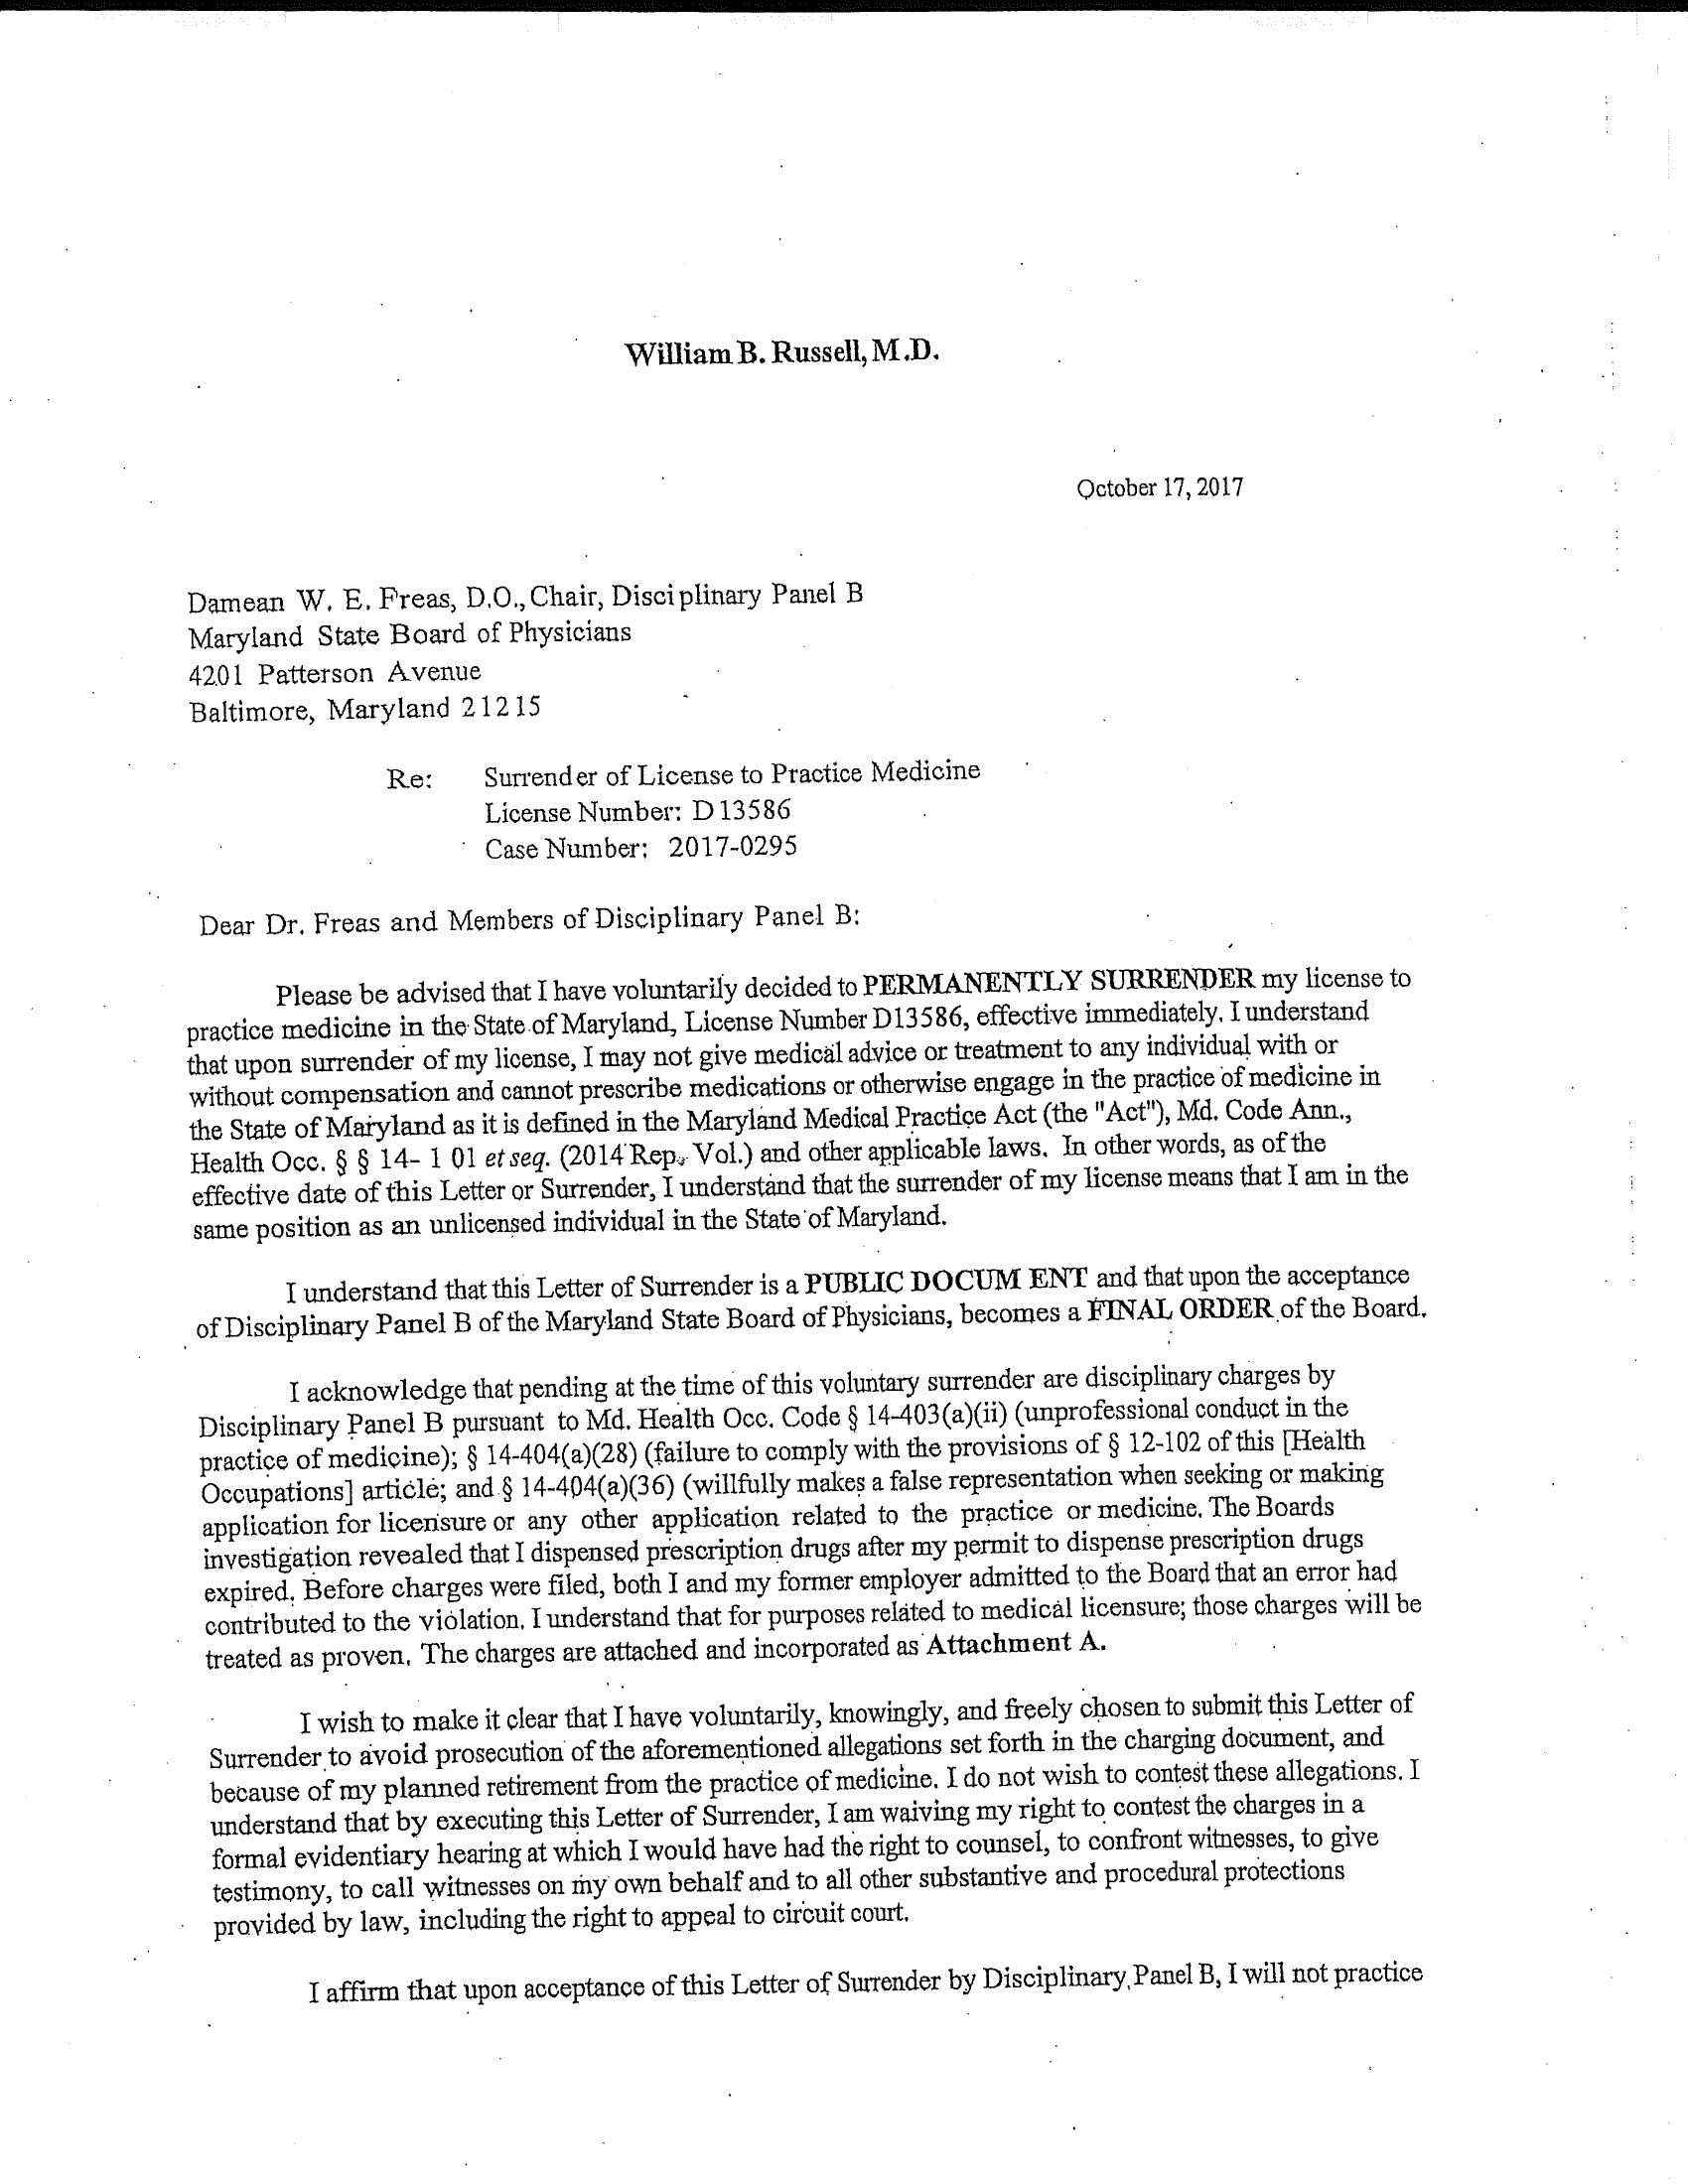 William B. Russell, M.D.
October 17, 2017
Damean W. E. Freas, D.O., Chair, Disciplinary Panel B
Maryland State Board of Physicians
4201 Patterson Avenue
Baltimore, Maryland 21215
Re: Surrender of License to Practice Medicine
License Number: D13586
Case Number: 2017-0295
Dear Dr. Freas and Members of Disciplinary Panel B:
Please be advised that I have voluntarily decided to PERMANENTLY SURRENDER my license to
practice medicine in the State of Maryland, License Number D13586, effective immediately. I understand
that upon surrender of my license, I may not give medical advice or treatment to any individual with or
without compensation and cannot prescribe medications or otherwise engage in the practice of medicine in
the State of Maryland as it is defined in the Maryland Medical Practice Act (the "Act"), Md. Code Ann.,
Health Occ. § § 14- 1 01 et seq. (2014 Rep. Vol.) and other applicable laws. In other words, as of the
effective date of this Letter or Surrender, I understand that the surrender of my license means that I am in the
same position as an unlicensed individual in the State of Maryland.
I understand that this Letter of Surrender is a PUBLIC DOCUM ENT and that upon the acceptance
of Disciplinary Panel B of the Maryland State Board of Physicians, becomes a FINAL ORDER of the Board.
I acknowledge that pending at the time of this voluntary surrender are disciplinary charges by
Disciplinary Panel B pursuant to Md. Health Occ. Code § 14-403(a)(ii) (unprofessional conduct in the
practice of medicine); § 14-404(a)(28) (failure to comply with the provisions of § 12-102 of this [Health
Occupations] article; and § 14-404(a)(36) (willfully makes a false representation when seeking or making
application for licensure or any other application related to the practice or medicine. The Boards
investigation revealed that I dispensed prescription drugs after my permit to dispense prescription drugs
expired. Before charges were filed, both I and my former employer admitted to the Board that an error had
contributed to the violation. I understand that for purposes related to medical licensure; those charges will be
treated as proven. The charges are attached and incorporated as Attachment A.
I wish to make it clear that I have voluntarily, knowingly, and freely chosen to submit this Letter of
Surrender to avoid prosecution of the aforementioned allegations set forth in the charging document, and
because of my planned retirement from the practice of medicine. I do not wish to contest these allegations. I
understand that by executing this Letter of Surrender, I am waiving my right to contest the charges in a
formal evidentiary hearing at which I would have had the right to counsel, to confront witnesses, to give
testimony, to call witnesses on my own behalf and to all other substantive and procedural protections
provided by law, including the right to appeal to circuit court.
I affirm that upon acceptance of this Letter of Surrender by Disciplinary Panel B, I will not practice